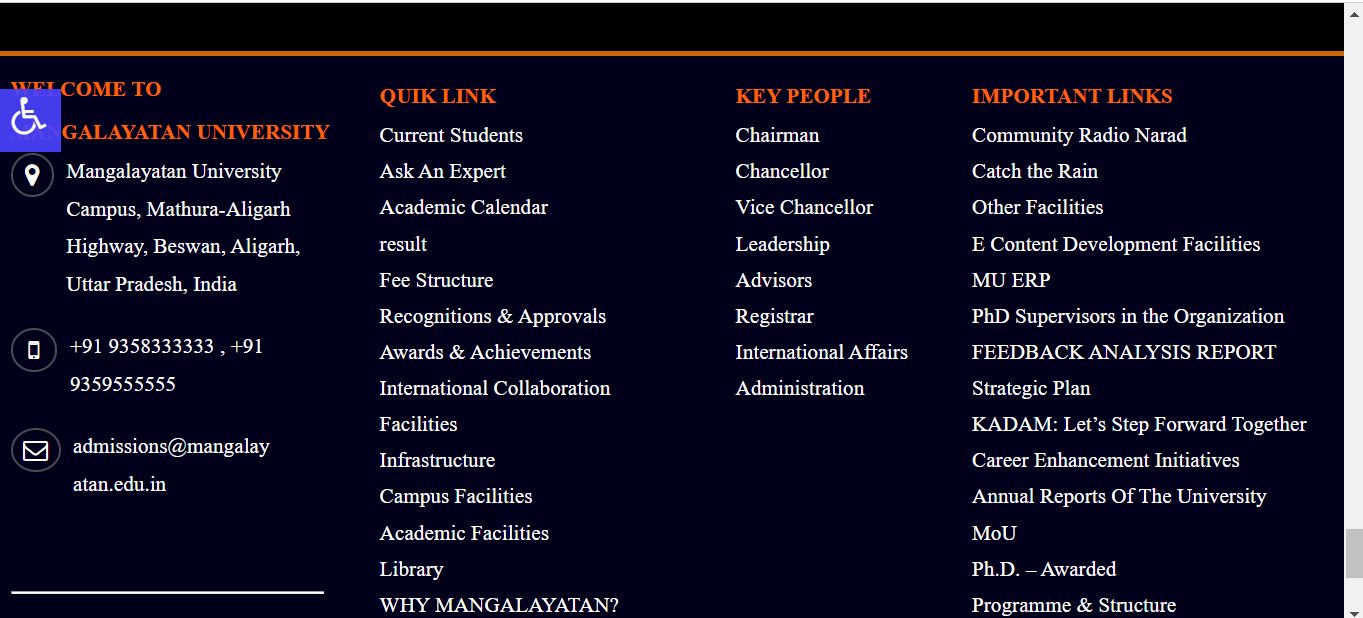 WELCOME TO
MANGALAYATAN UNIVERSITY
Mangalayatan University
Campus, Mathura-Aligarh
Highway, Beswan, Aligarh,
Uttar Pradesh, India
+91 9358333333 , +91
9359555555
admissions@mangalay
atan.edu.in
QUIK LINK
Current Students
Ask An Expert
Academic Calendar
result
Fee Structure
Recognitions & Approvals
Awards & Achievements
International Collaboration
Facilities
Infrastructure
Campus Facilities
Academic Facilities
Library
WHY MANGALAYATAN?
KEY PEOPLE
Chairman
Chancellor
Vice Chancellor
Leadership
Advisors
Registrar
International Affairs
Administration
IMPORTANT LINKS
Community Radio Narad
Catch the Rain
Other Facilities
E Content Development Facilities
MU ERP
PhD Supervisors in the Organization
FEEDBACK ANALYSIS REPORT
Strategic Plan
KADAM: Let’s Step Forward Together
Career Enhancement Initiatives
Annual Reports Of The University
MoU
Ph.D. – Awarded
Programme & Structure